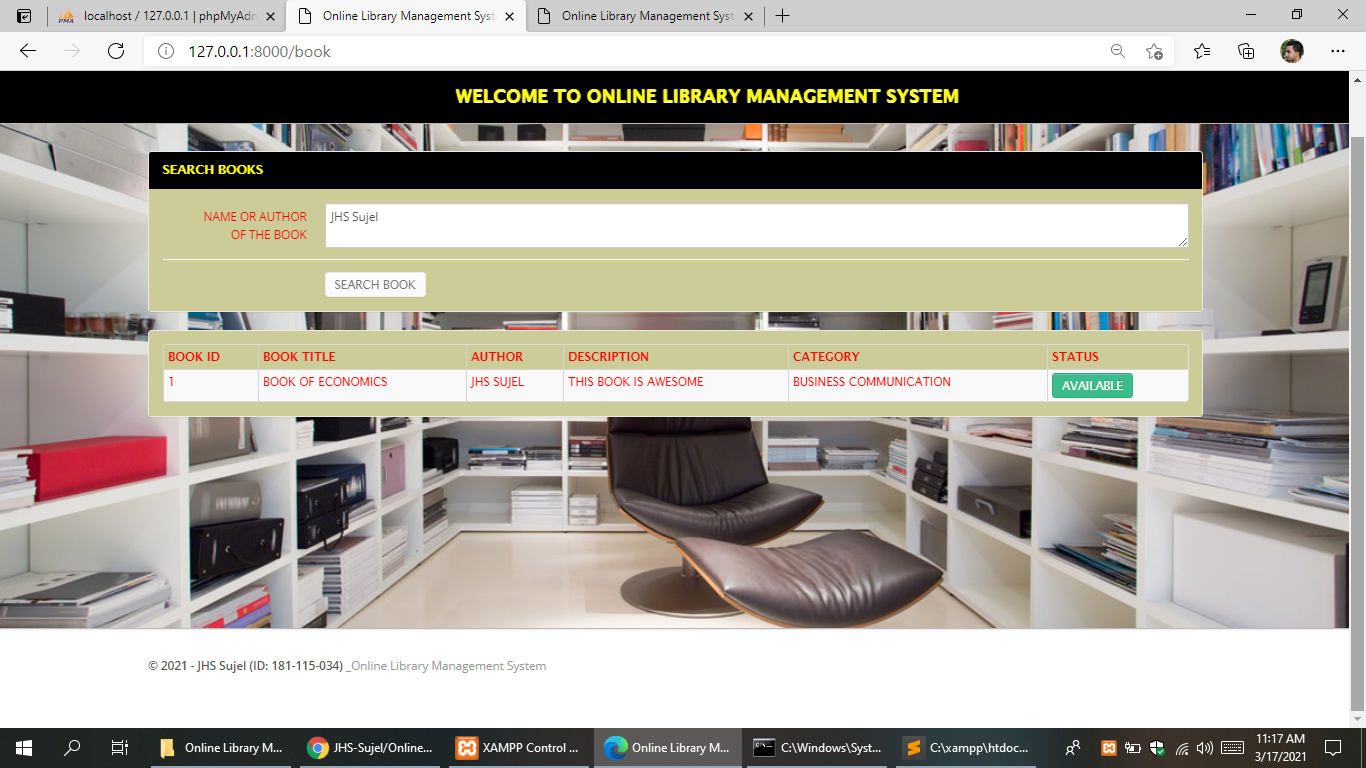 localhost / 127.0.0.1 | phpMyAdm
Online Library Management Syst
Online Library Management Syst
127.0.0.1:8000/book
WELCOME TO ONLINE LIBRARY MANAGEMENT SYSTEM
SEARCH BOOKS
NAME OR AUTHOR
OF THE BOOK
JHS Sujel
SEARCH BOOK
BOOK ID BOOK TITLE AUTHOR DESCRIPTION CATEGORY STATUS
1 BOOK OF ECONOMICS JHS SUJEL THIS BOOK IS AWESOME BUSINESS COMMUNICATION AVAILABLE
© 2021 - JHS Sujel (ID: 181-115-034) _Online Library Management System
Online Library M...
JHS-Sujel/Online...
XAMPP Control ...
Online Library M...
C:\Windows\Syst...
C:\xampp\htdoc...
11:17 AM
3/17/2021